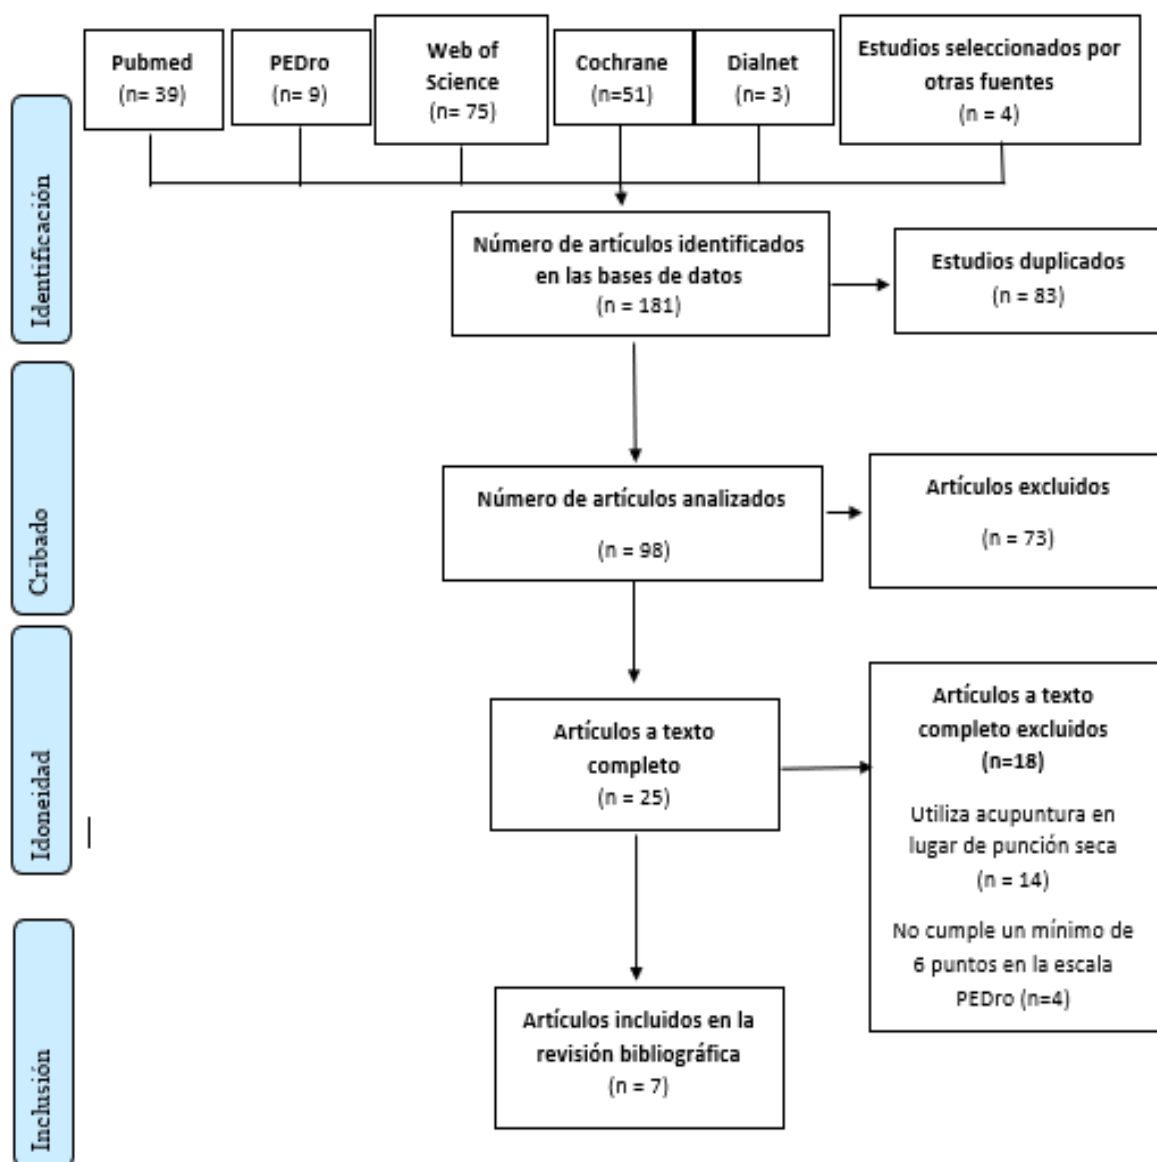 Pubmed
(n= 39)
PEDro
(n= 9)
Web of
Science
(n= 75)
Cochrane
(n=51)
Dialnet
(n= 3)
Estudios seleccionados por
otras fuentes
(n = 4)
Identificación
Número de artículos identificados
en las bases de datos
(n = 181)
Estudios duplicados
(n = 83)
Cribado
Número de artículos analizados
(n = 98)
Artículos excluidos
(n = 73)
Idoneidad
Artículos a texto
completo
(n = 25)
Artículos a texto
completo excluidos
(n=18)
Utiliza acupuntura en
lugar de punción seca
(n = 14)
No cumple un mínimo de
6 puntos en la escala
PEDro (n=4)
Inclusión
Artículos incluidos en la
revisión bibliográfica
(n = 7)